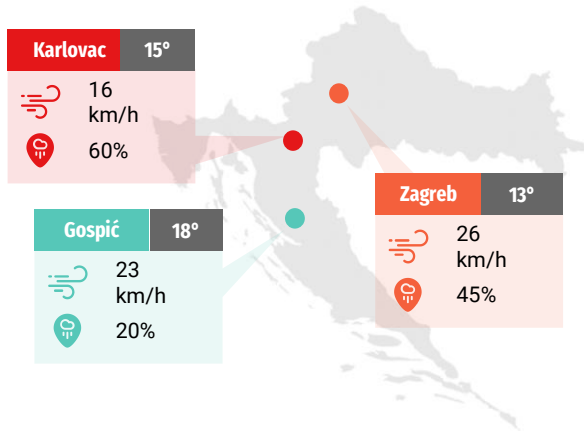 Karlovac 15°
16
km/h
60%
Gospić 18°
23
km/h
20%
Zagreb 13°
26
km/h
45%